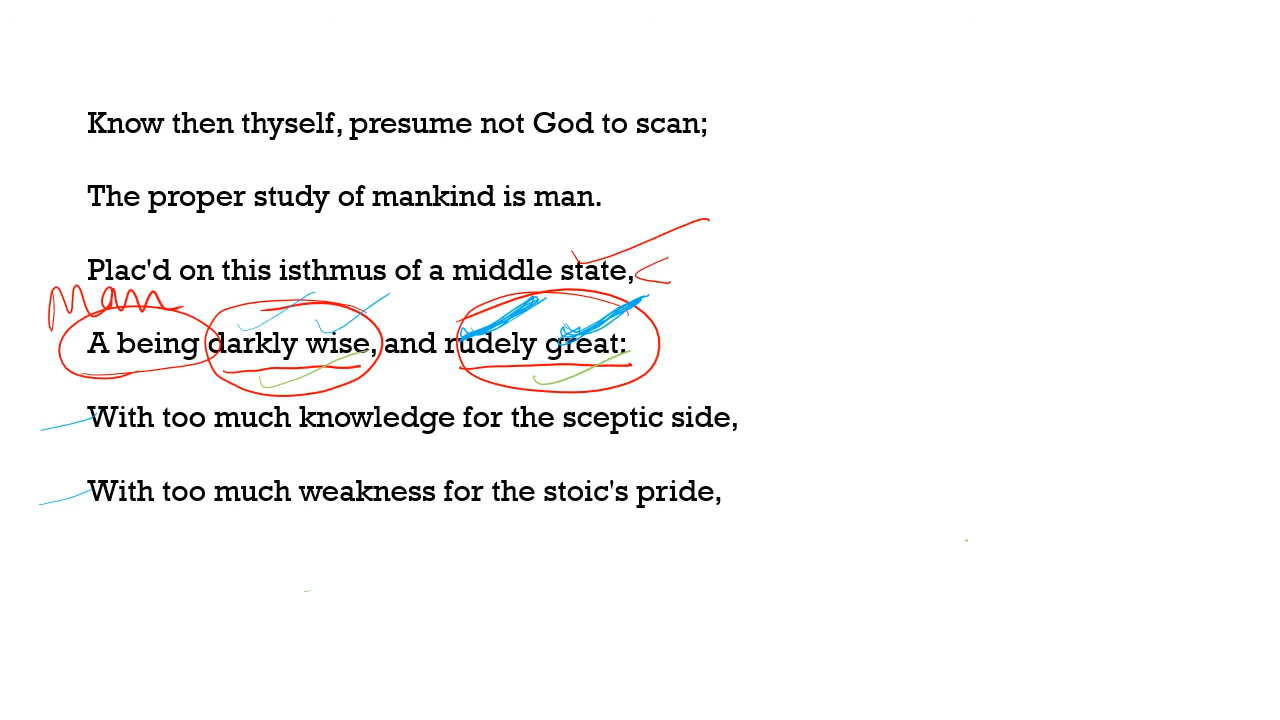 Know then thyself, presume not God to scan;
The proper study of mankind is man.
Plac'd on this isthmus of a middle state,
Man
A being darkly wise, and rudely great:
With too much knowledge for the sceptic side,
With too much weakness for the stoic's pride,